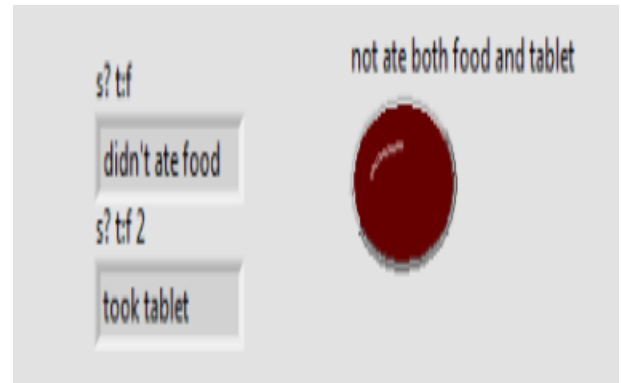 not ate both food and tablet
s? t:f
didn't ate food
s? t:f 2
took tablet